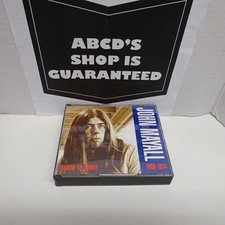 ABCD'S
SHOP IS
GUARANTEED
JOHN MAYALL